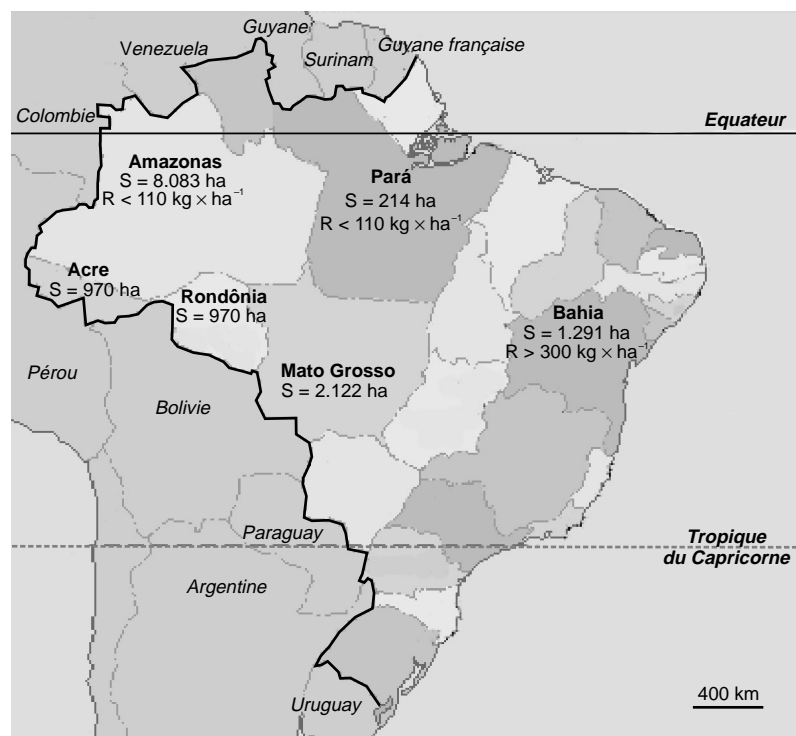 Guyane
Venezuela
Surinam
Guyane française
Colombie
Equateur
Amazonas
S = 8.083 ha
R < 110 kg × ha⁻¹
Pará
S = 214 ha
R < 110 kg × ha⁻¹
Acre
S = 970 ha
Rondônia
S = 970 ha
Bahia
S = 1.291 ha
R > 300 kg × ha⁻¹
Mato Grosso
S = 2.122 ha
Pérou
Bolivie
Paraguay
Tropique
du Capricorne
Argentine
Uruguay
400 km